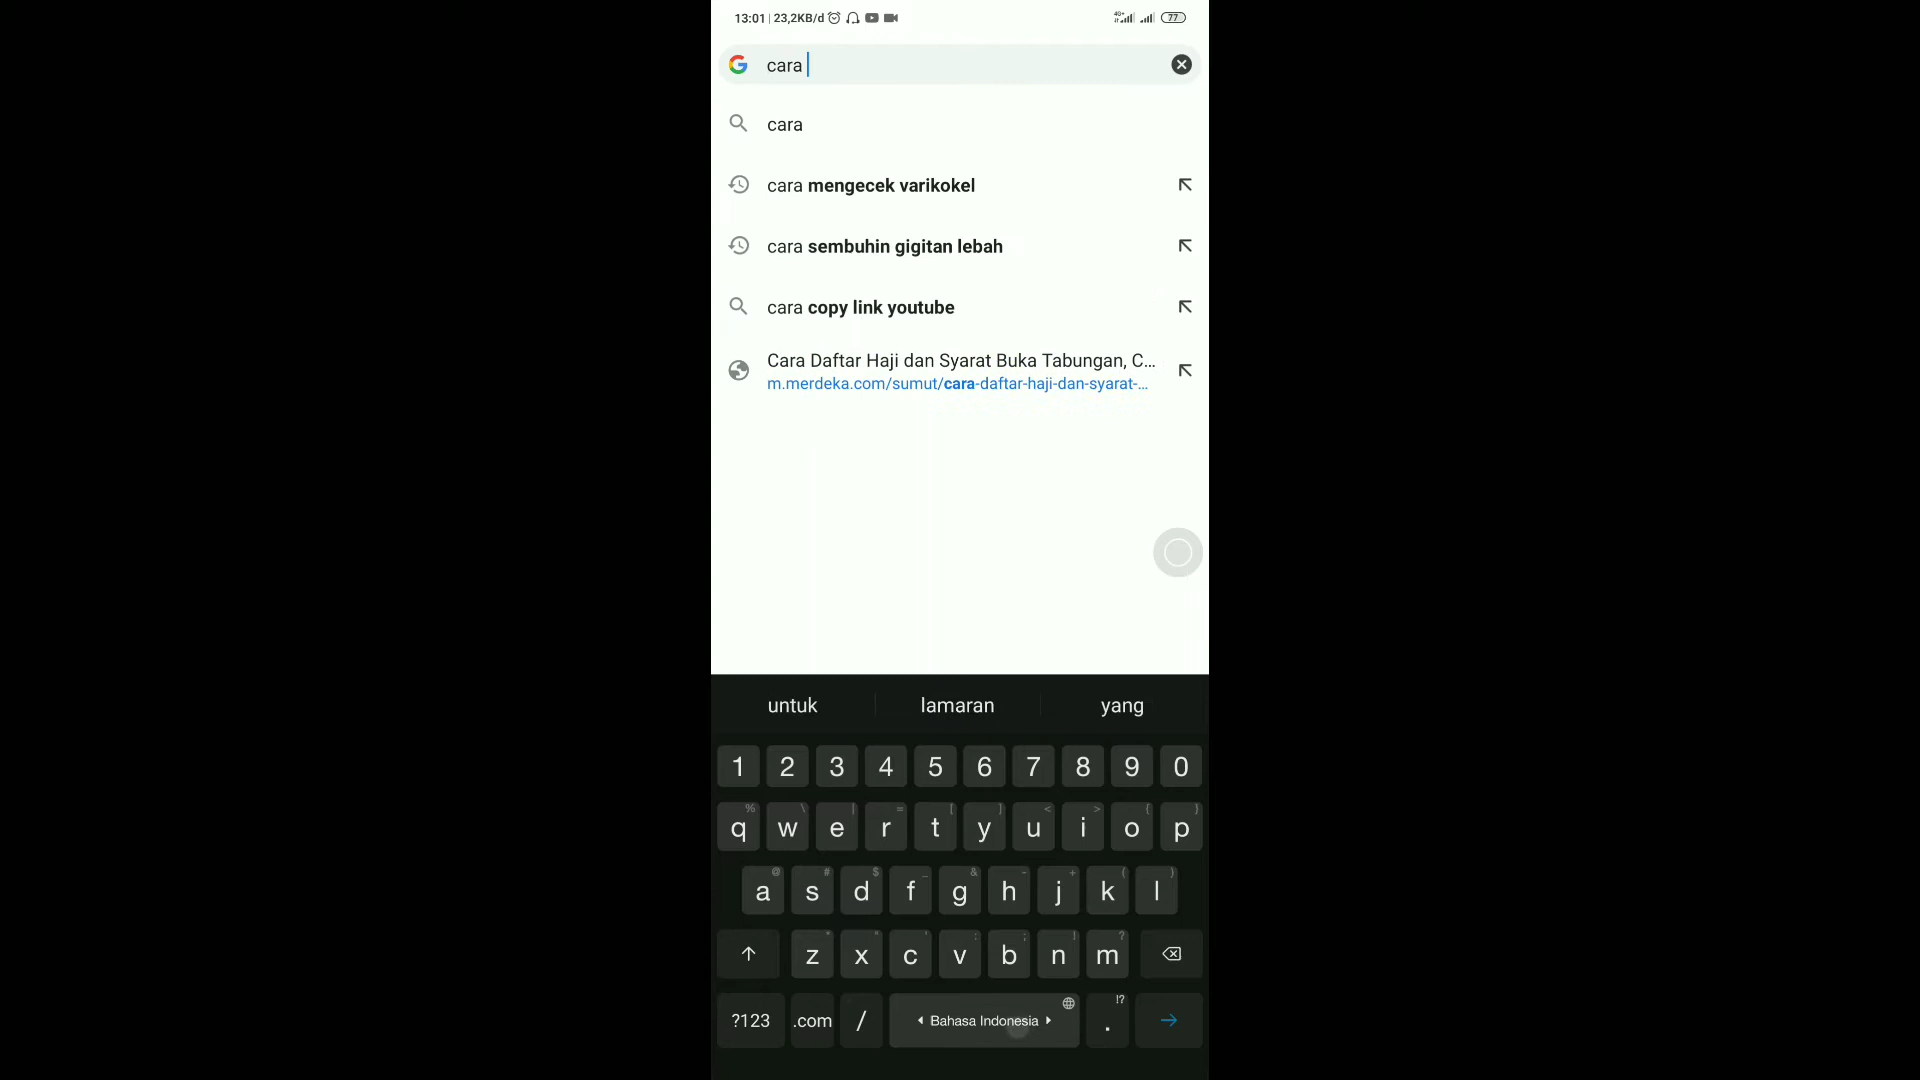 13:01 | 23,2KB/d 4G+ 77
cara
cara
cara mengecek varikokel
cara sembuhin gigitan lebah
cara copy link youtube
Cara Daftar Haji dan Syarat Buka Tabungan, C...
m.merdeka.com/sumut/cara-daftar-haji-dan-syarat-...
untuk lamaran yang
1 2 3 4 5 6 7 8 9 0
% \ | = [ ] < > { }
q w e r t y u i o p
@ # $ _ & - + ( )
a s d f g h j k l
* " ' : ; ! ?
z x c v b n m
!?
?123 .com / Bahasa Indonesia .